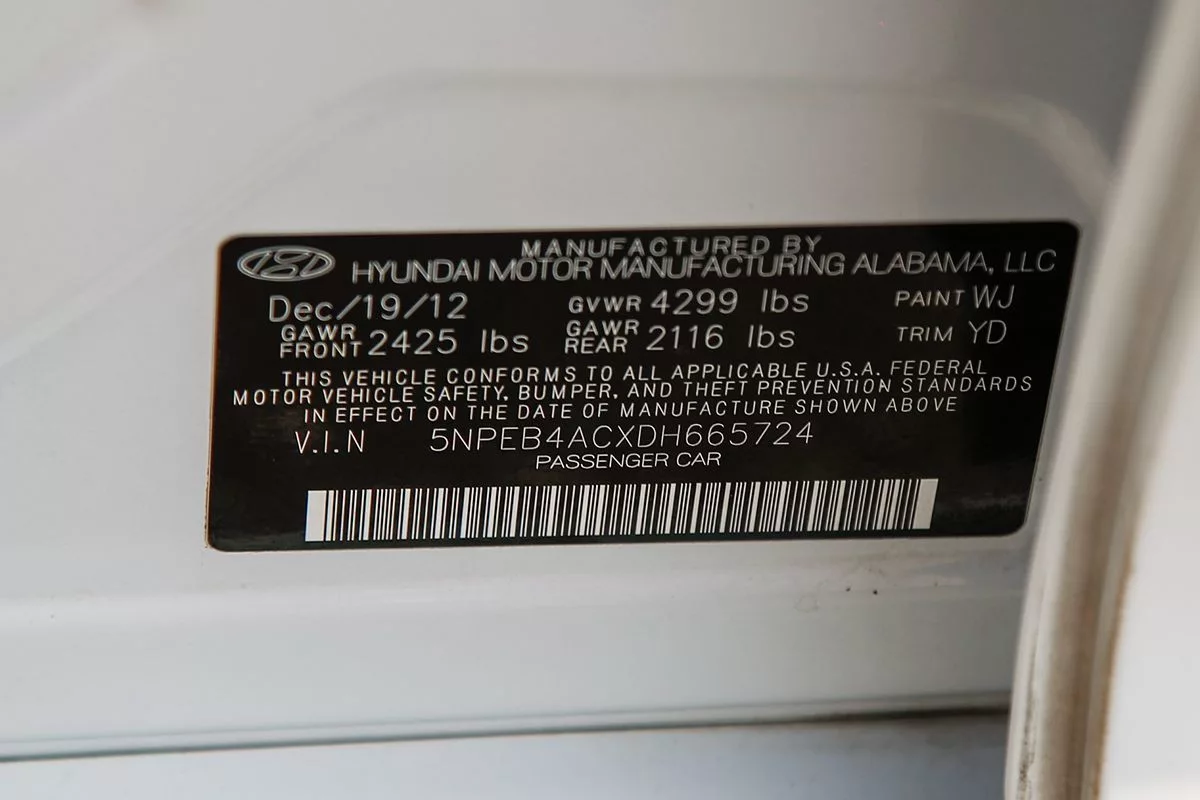 MANUFACTURED BY
HYUNDAI MOTOR MANUFACTURING ALABAMA, LLC
Dec/19/12 GVWR 4299 lbs PAINT WJ
GAWR FRONT 2425 lbs GAWR REAR 2116 lbs TRIM YD
THIS VEHICLE CONFORMS TO ALL APPLICABLE U.S.A. FEDERAL
MOTOR VEHICLE SAFETY, BUMPER, AND THEFT PREVENTION STANDARDS
IN EFFECT ON THE DATE OF MANUFACTURE SHOWN ABOVE
V.I.N 5NPEB4ACXDH665724
PASSENGER CAR